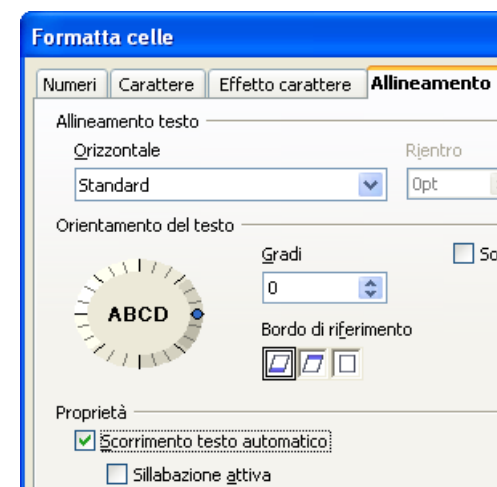 Formatta celle
Numeri Carattere Effetto carattere Allineamento
Allineamento testo
Orizzontale Rientro
Standard 0pt
Orientamento del testo
Gradi So
0
ABCD
Bordo di riferimento
Proprietà
Scorrimento testo automatico
Sillabazione attiva